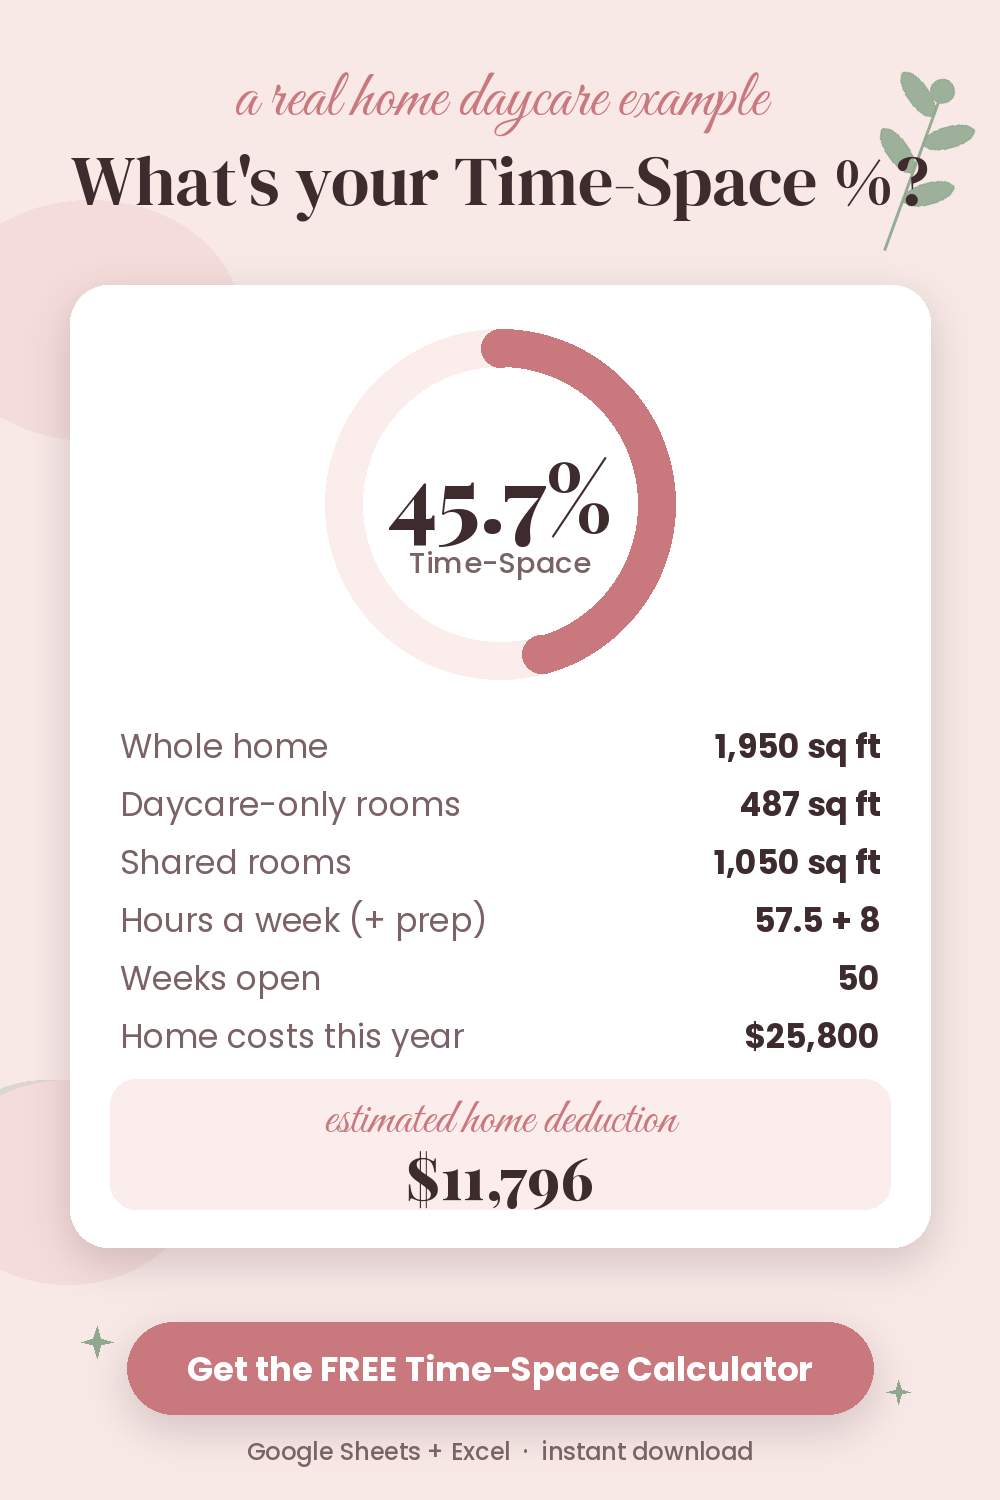 a real home daycare example
What's your Time-Space %?
45.7%
Time-Space
Whole home 1,950 sq ft
Daycare-only rooms 487 sq ft
Shared rooms 1,050 sq ft
Hours a week (+ prep) 57.5 + 8
Weeks open 50
Home costs this year $25,800
estimated home deduction
$11,796
Get the FREE Time-Space Calculator
Google Sheets + Excel · instant download